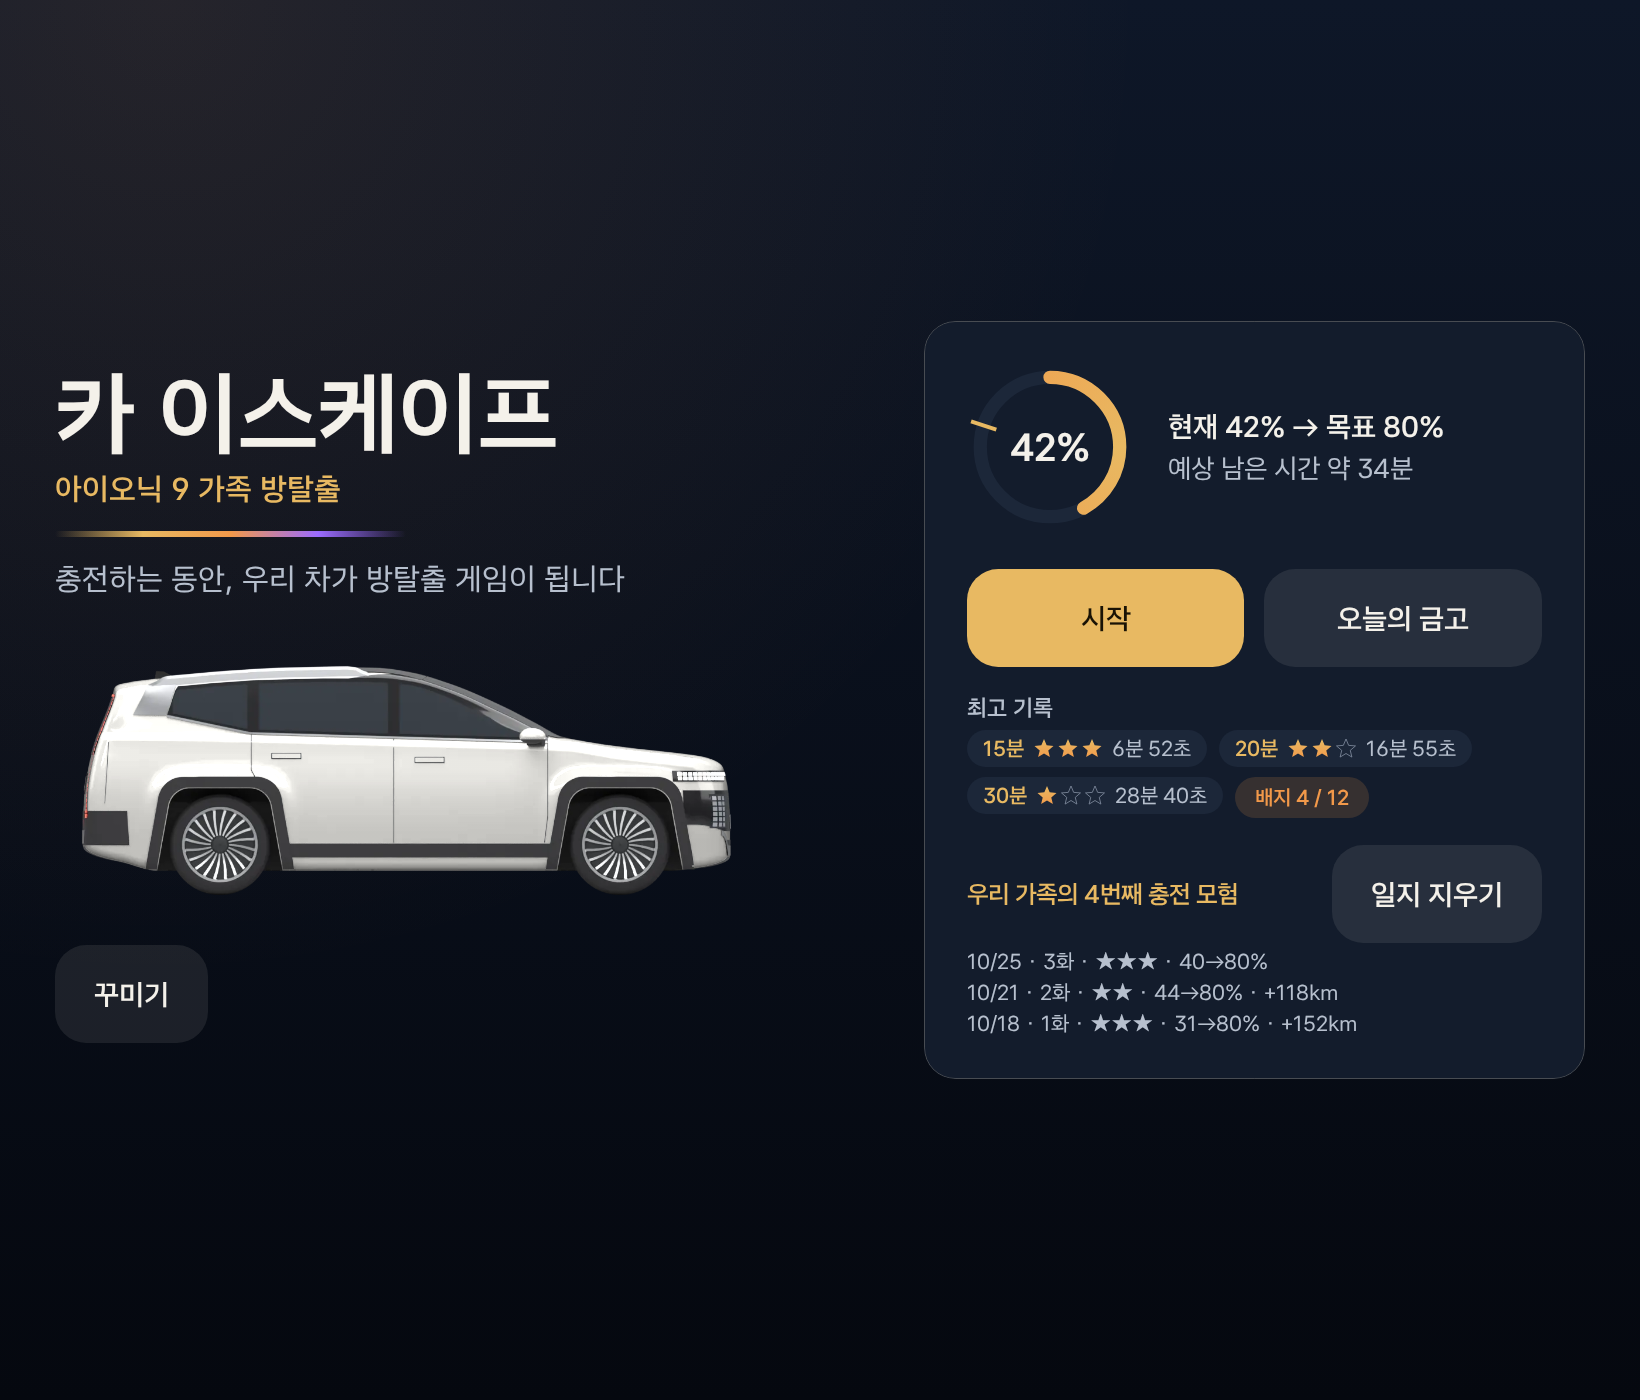 카 이스케이프
아이오닉 9 가족 방탈출
충전하는 동안, 우리 차가 방탈출 게임이 됩니다
꾸미기
42%
현재 42% → 목표 80%
예상 남은 시간 약 34분
시작
오늘의 금고
최고 기록
15분 ★★★ 6분 52초
20분 ★★☆ 16분 55초
30분 ★☆☆ 28분 40초
배지 4 / 12
우리 가족의 4번째 충전 모험
일지 지우기
10/25 · 3화 · ★★★ · 40→80%
10/21 · 2화 · ★★ · 44→80% · +118km
10/18 · 1화 · ★★★ · 31→80% · +152km